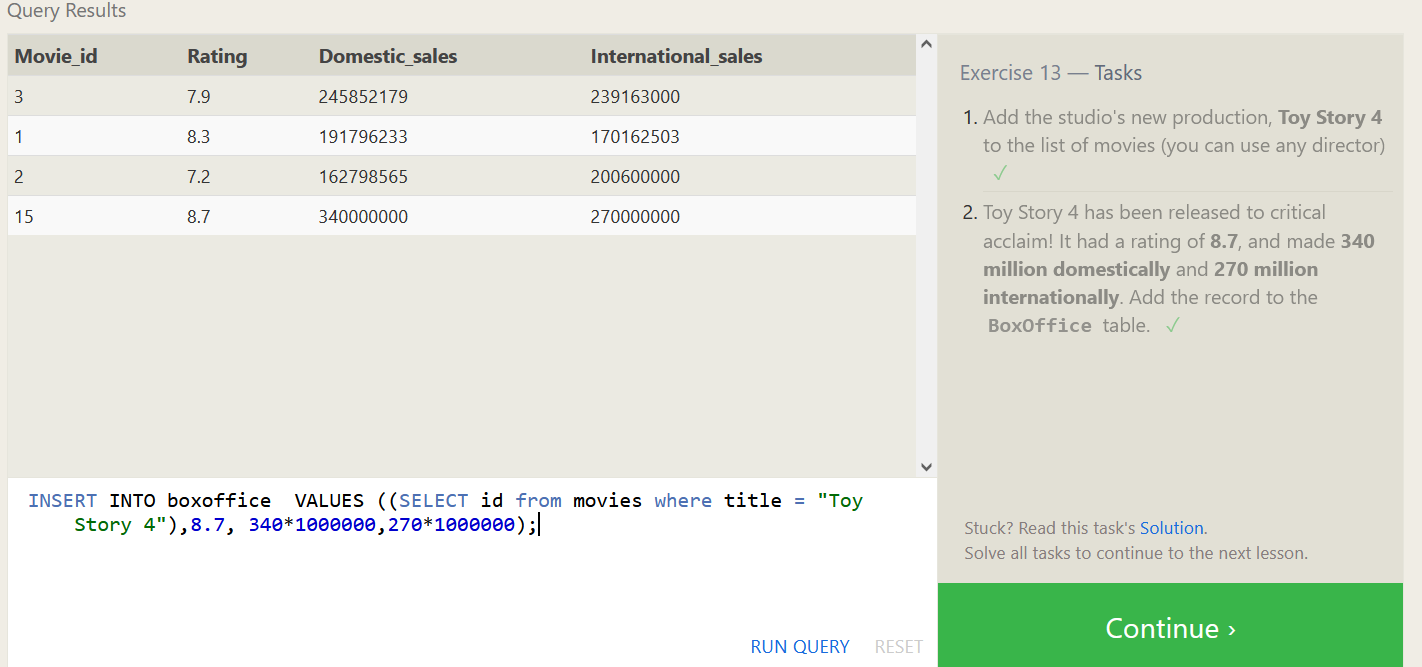 Query Results
Movie_id Rating Domestic_sales International_sales
3 7.9 245852179 239163000
1 8.3 191796233 170162503
2 7.2 162798565 200600000
15 8.7 340000000 270000000
INSERT INTO boxoffice  VALUES ((SELECT id from movies where title = "Toy
Story 4"),8.7, 340*1000000,270*1000000);
RUN QUERY RESET
Exercise 13 — Tasks
1. Add the studio's new production, Toy Story 4
to the list of movies (you can use any director)
✓
2. Toy Story 4 has been released to critical
acclaim! It had a rating of 8.7, and made 340
million domestically and 270 million
internationally. Add the record to the
BoxOffice table. ✓
Stuck? Read this task's Solution.
Solve all tasks to continue to the next lesson.
Continue ›